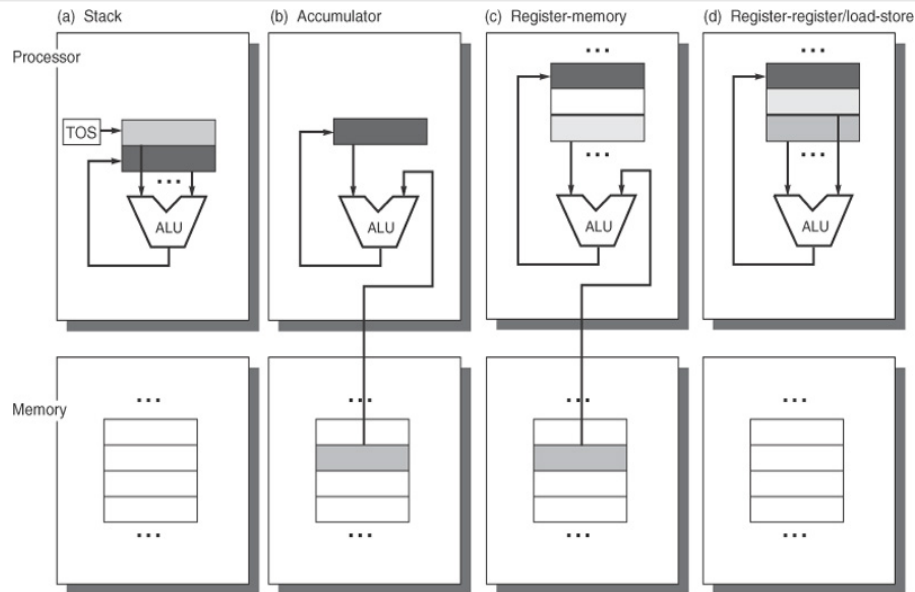 (a) Stack
(b) Accumulator
(c) Register-memory
(d) Register-register/load-store
Processor
...
...
TOS
...
...
...
ALU
ALU
ALU
ALU
Memory
...
...
...
...
...
...
...
...